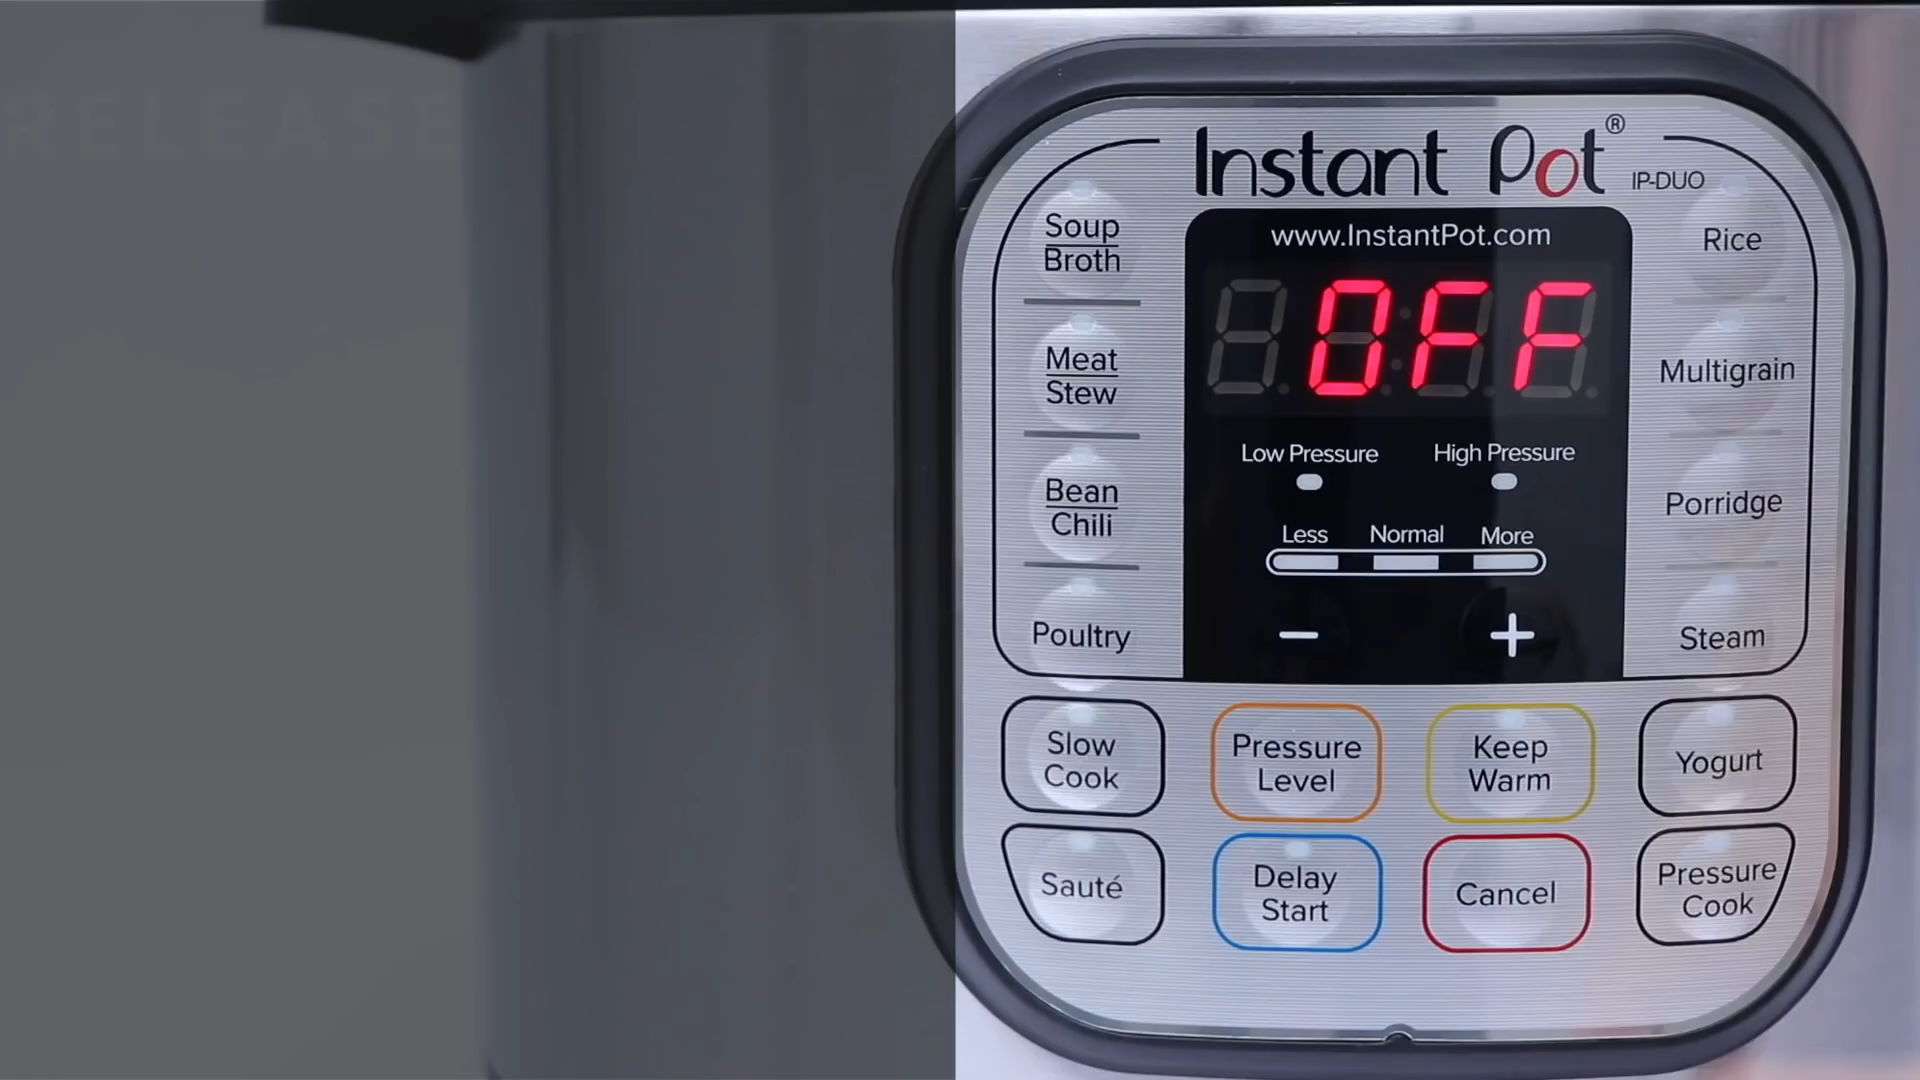 RELEASE
Instant Pot® IP-DUO
www.InstantPot.com
OFF
Low Pressure High Pressure
Less Normal More
− +
Soup
Broth
Meat
Stew
Bean
Chili
Poultry
Rice
Multigrain
Porridge
Steam
Slow
Cook
Pressure
Level
Keep
Warm
Yogurt
Sauté
Delay
Start
Cancel
Pressure
Cook